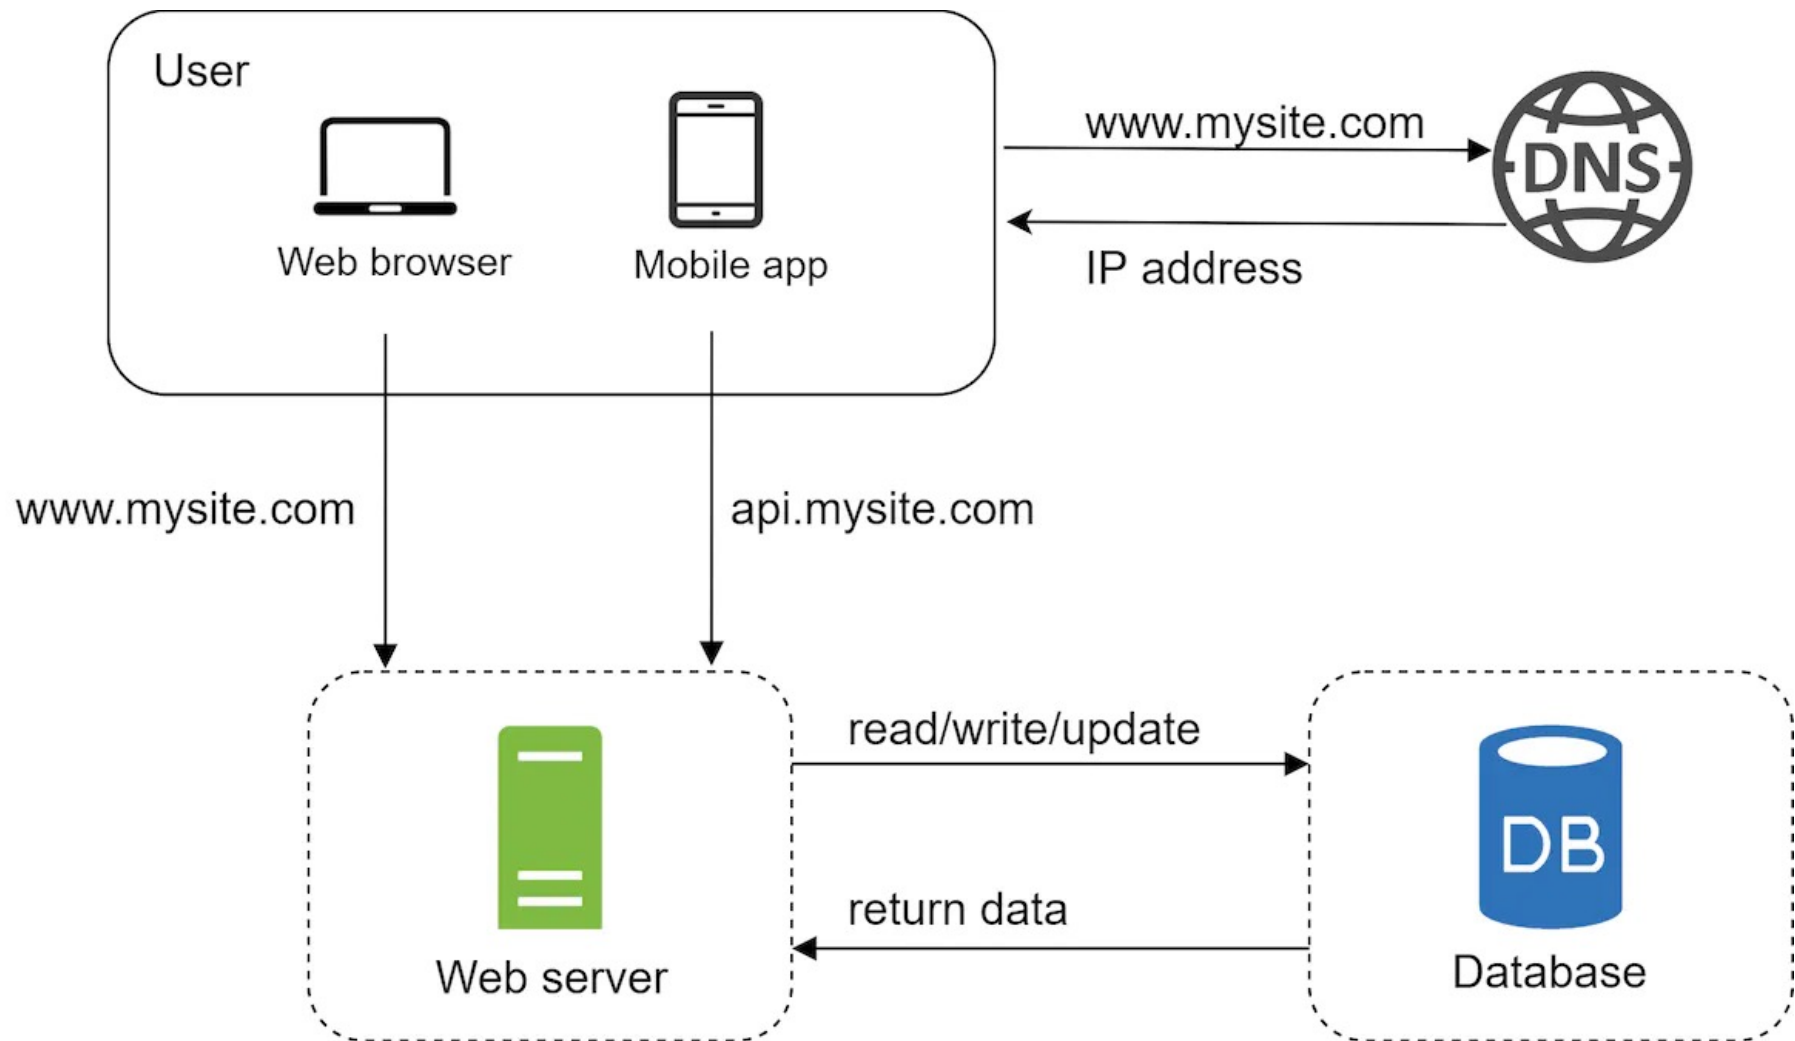 User
Web browser
Mobile app
www.mysite.com
DNS
IP address
www.mysite.com
api.mysite.com
read/write/update
return data
Web server
DB
Database